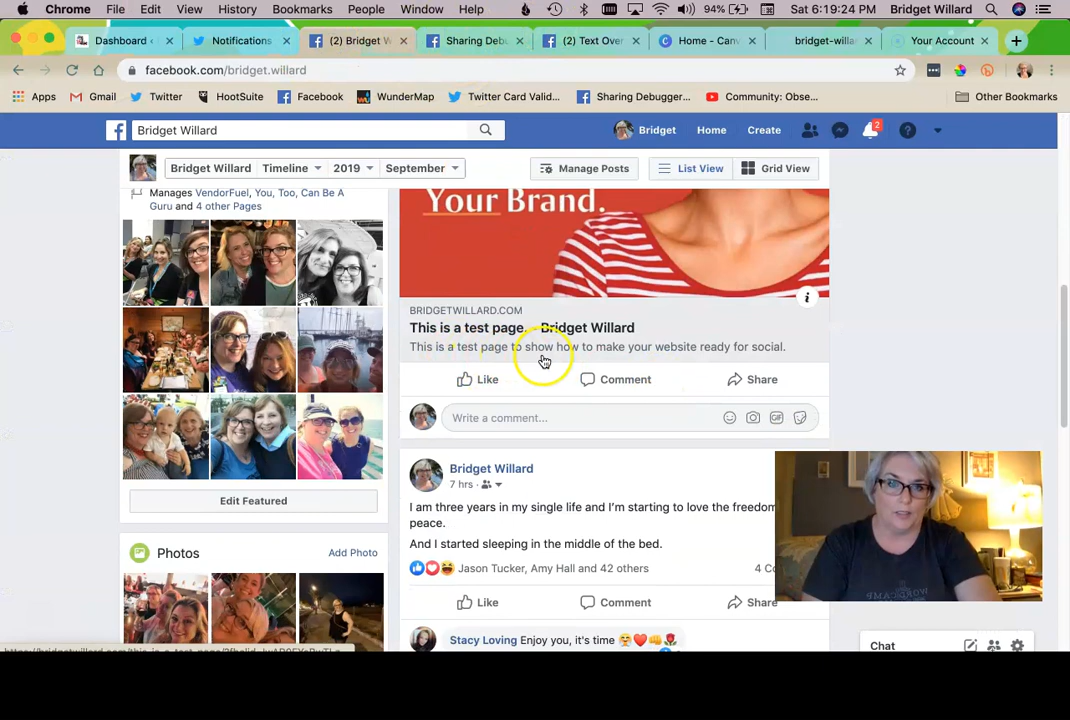 Chrome File Edit View History Bookmarks People Window Help 94% Sat 6:19:24 PM Bridget Willard
Dashboard ‹ Notifications (2) Bridget W Sharing Deb (2) Text Over Home - Can bridget-willa Your Account
facebook.com/bridget.willard
Apps Gmail Twitter HootSuite Facebook WunderMap Twitter Card Valid... Sharing Debugger... Community: Obse... Other Bookmarks
Bridget Willard Bridget Home Create 2
Bridget Willard Timeline 2019 September Manage Posts List View Grid View
Manages VendorFuel, You, Too, Can Be A
Guru and 4 other Pages
Your Brand.
BRIDGETWILLARD.COM
This is a test page. - Bridget Willard
This is a test page to show how to make your website ready for social.
Like Comment Share
Write a comment... GIF
Edit Featured
Photos Add Photo
Bridget Willard
7 hrs
I am three years in my single life and I'm starting to love the freedom
peace.
And I started sleeping in the middle of the bed.
Jason Tucker, Amy Hall and 42 others 4 Co
Like Comment Share
Stacy Loving Enjoy you, it's time
Chat